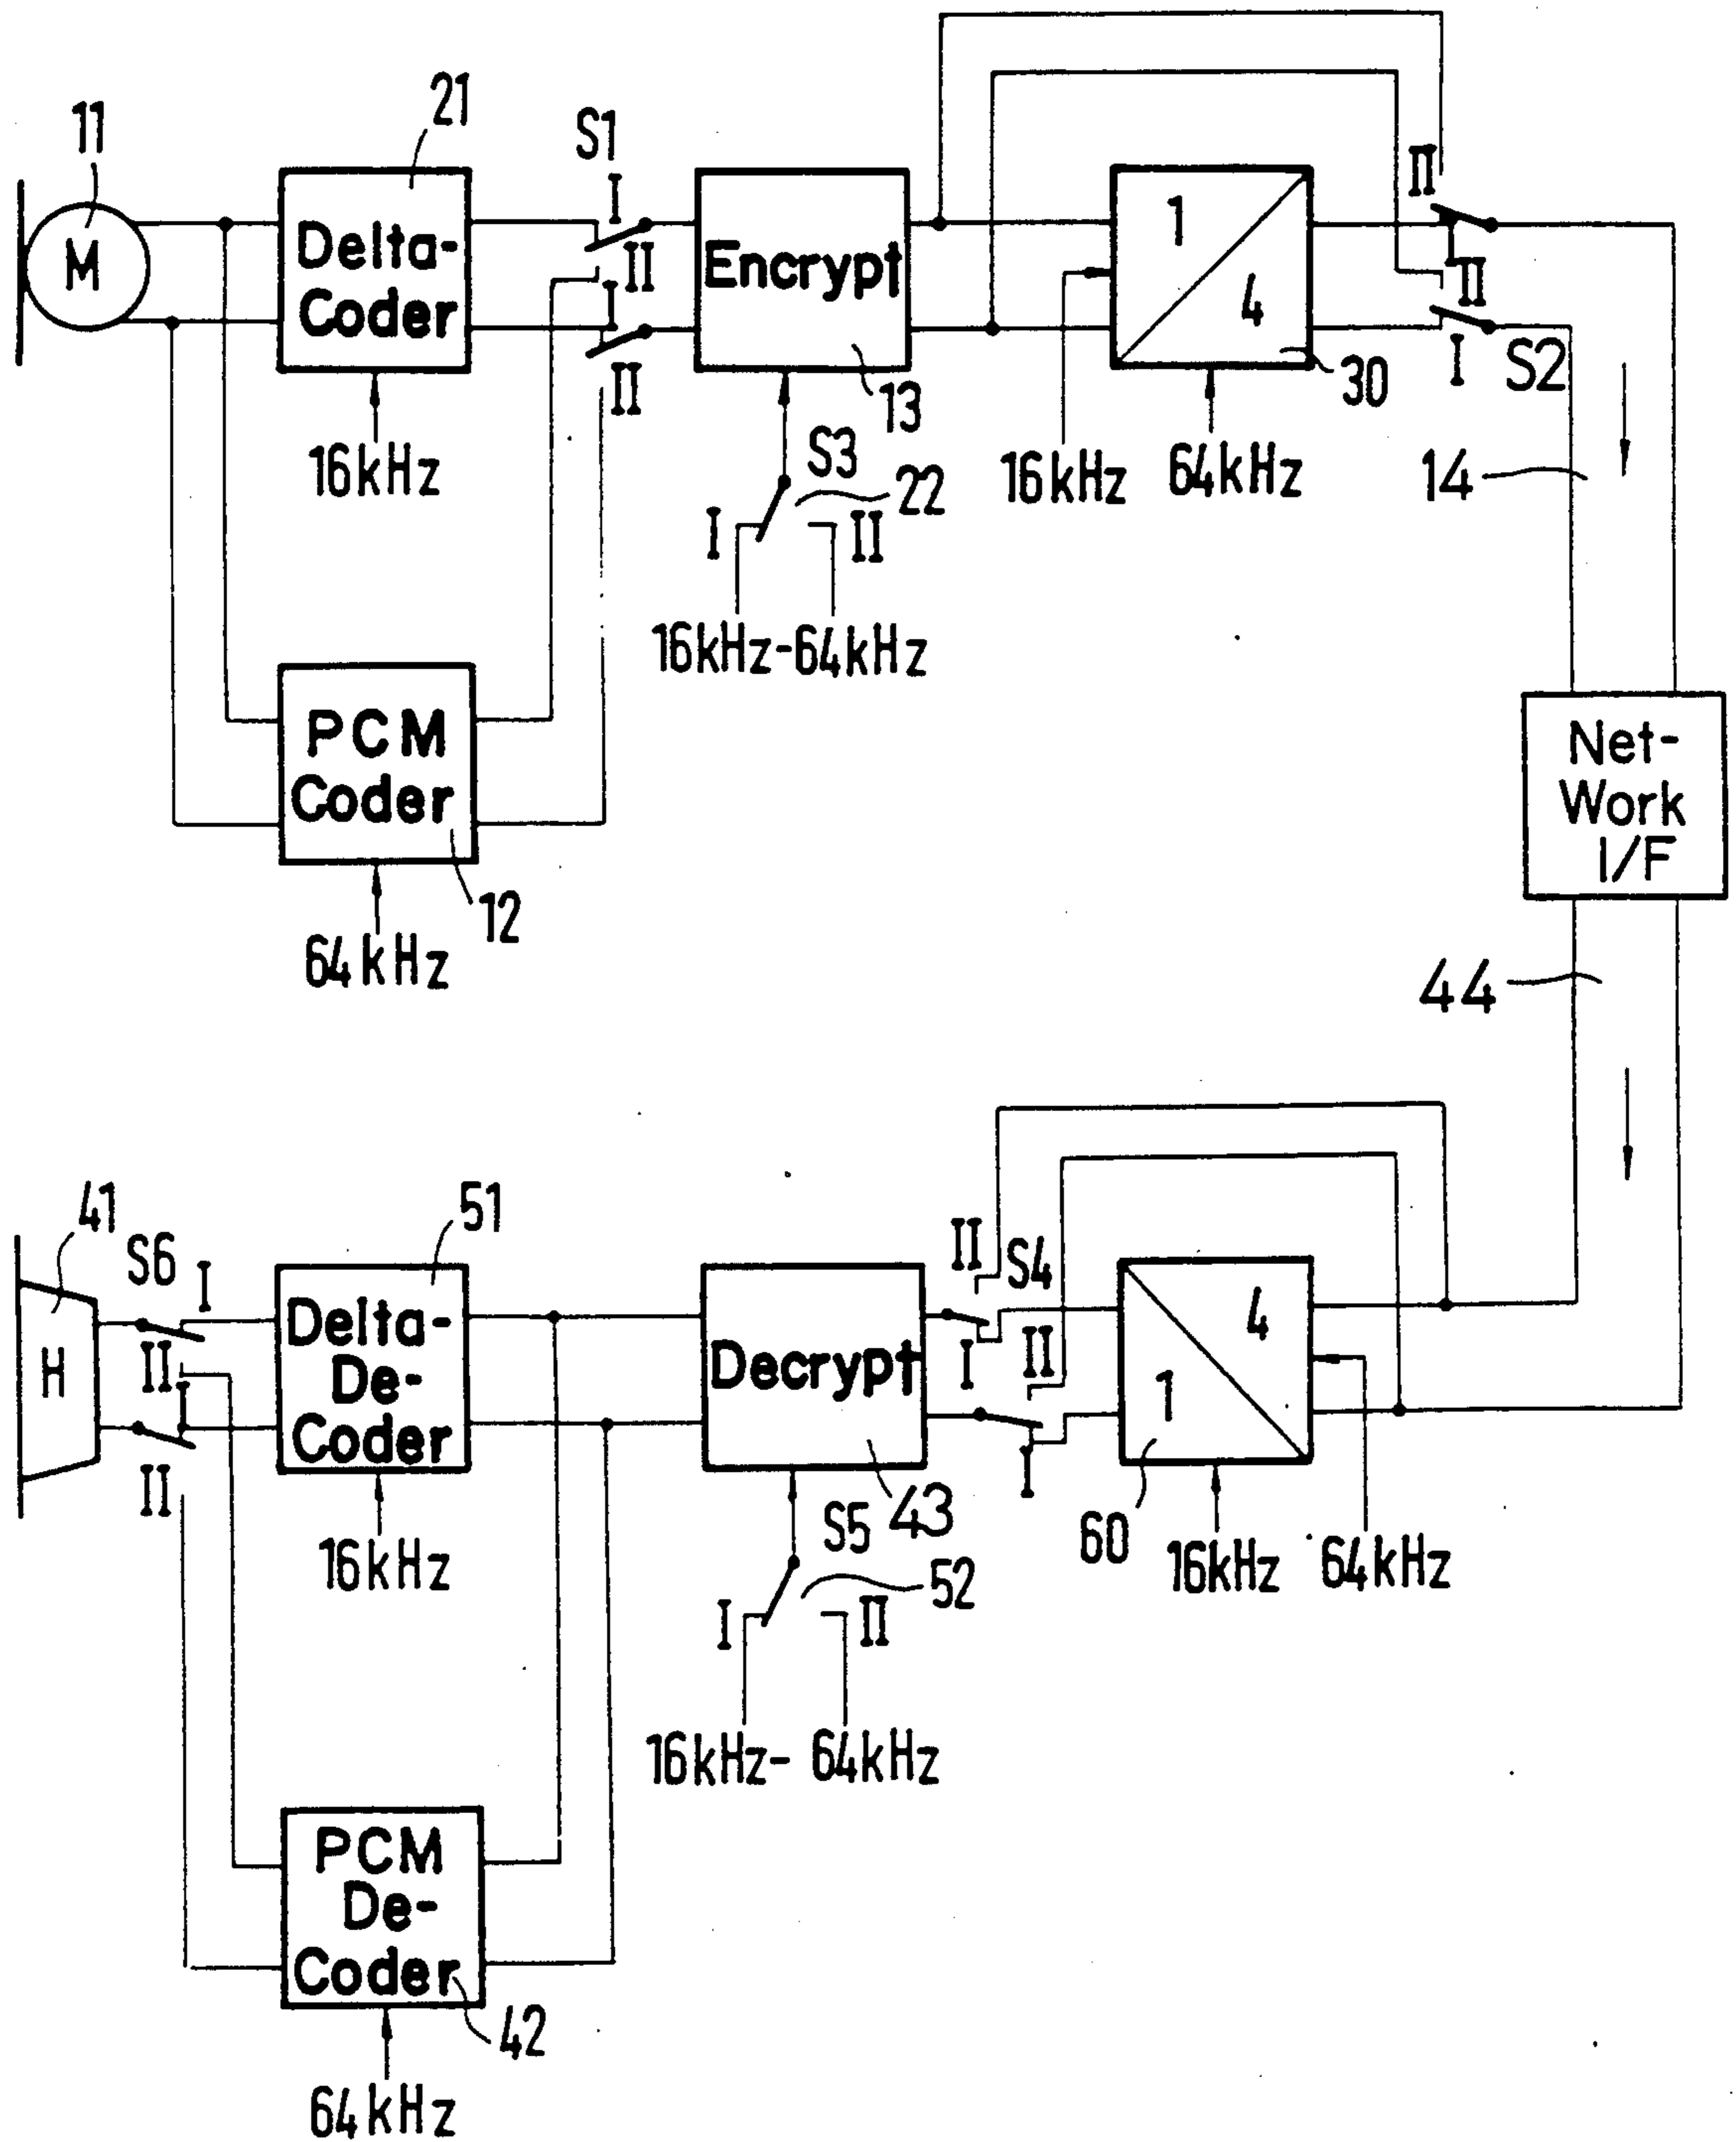 11
M
21
Delta-
Coder
16kHz
S1
I
II
I
II
Encrypt
13
S3
22
I
II
16kHz-64kHz
1
4
30
16kHz
64kHz
II
I
II
I
S2
14
PCM
Coder
12
64kHz
Net-
Work
I/F
44
41
H
S6
I
II
I
II
51
Delta-
De-
Coder
16kHz
Decrypt
43
S5
52
I
II
16kHz- 64kHz
II
S4
I
II
I
4
1
60
16kHz
64kHz
PCM
De-
Coder
42
64kHz